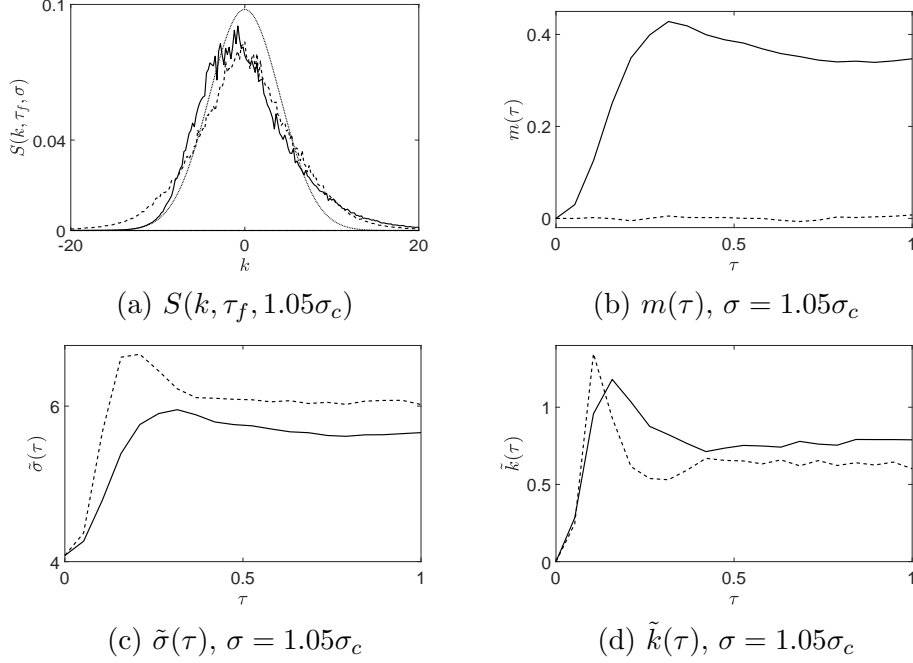 0.1
0.04
0
-20
0
20
S(k, τ_f, σ)
k
(a) S(k, τ_f, 1.05σ_c)
0.4
0.2
0
0
0.5
1
m(τ)
τ
(b) m(τ), σ = 1.05σ_c
6
4
0
0.5
1
σ̃(τ)
τ
(c) σ̃(τ), σ = 1.05σ_c
1
0.5
0
0
0.5
1
k̃(τ)
τ
(d) k̃(τ), σ = 1.05σ_c